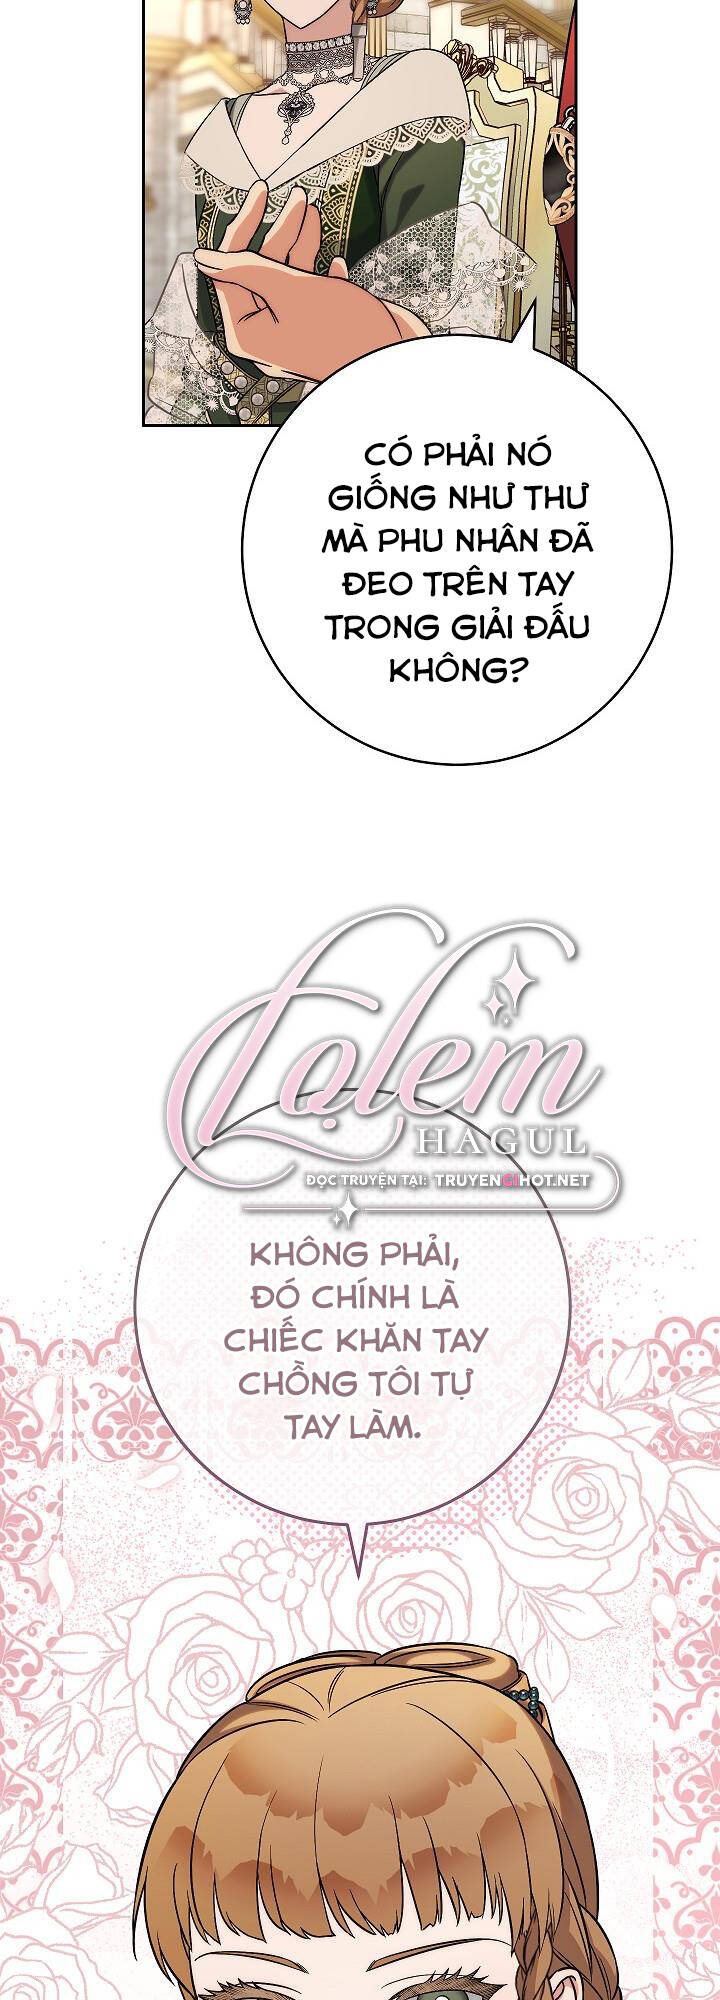 CÓ PHẢI NÓ
GIỐNG NHƯ THƯ
MÀ PHU NHÂN ĐÃ
ĐEO TRÊN TAY
TRONG GIẢI ĐẤU
KHÔNG?
Lọlem
HAGUL
ĐỌC TRUYỆN TẠI: TRUYENGIHOT.NET
KHÔNG PHẢI,
ĐÓ CHÍNH LÀ
CHIẾC KHĂN TAY
CHỒNG TÔI TỰ
TAY LÀM.